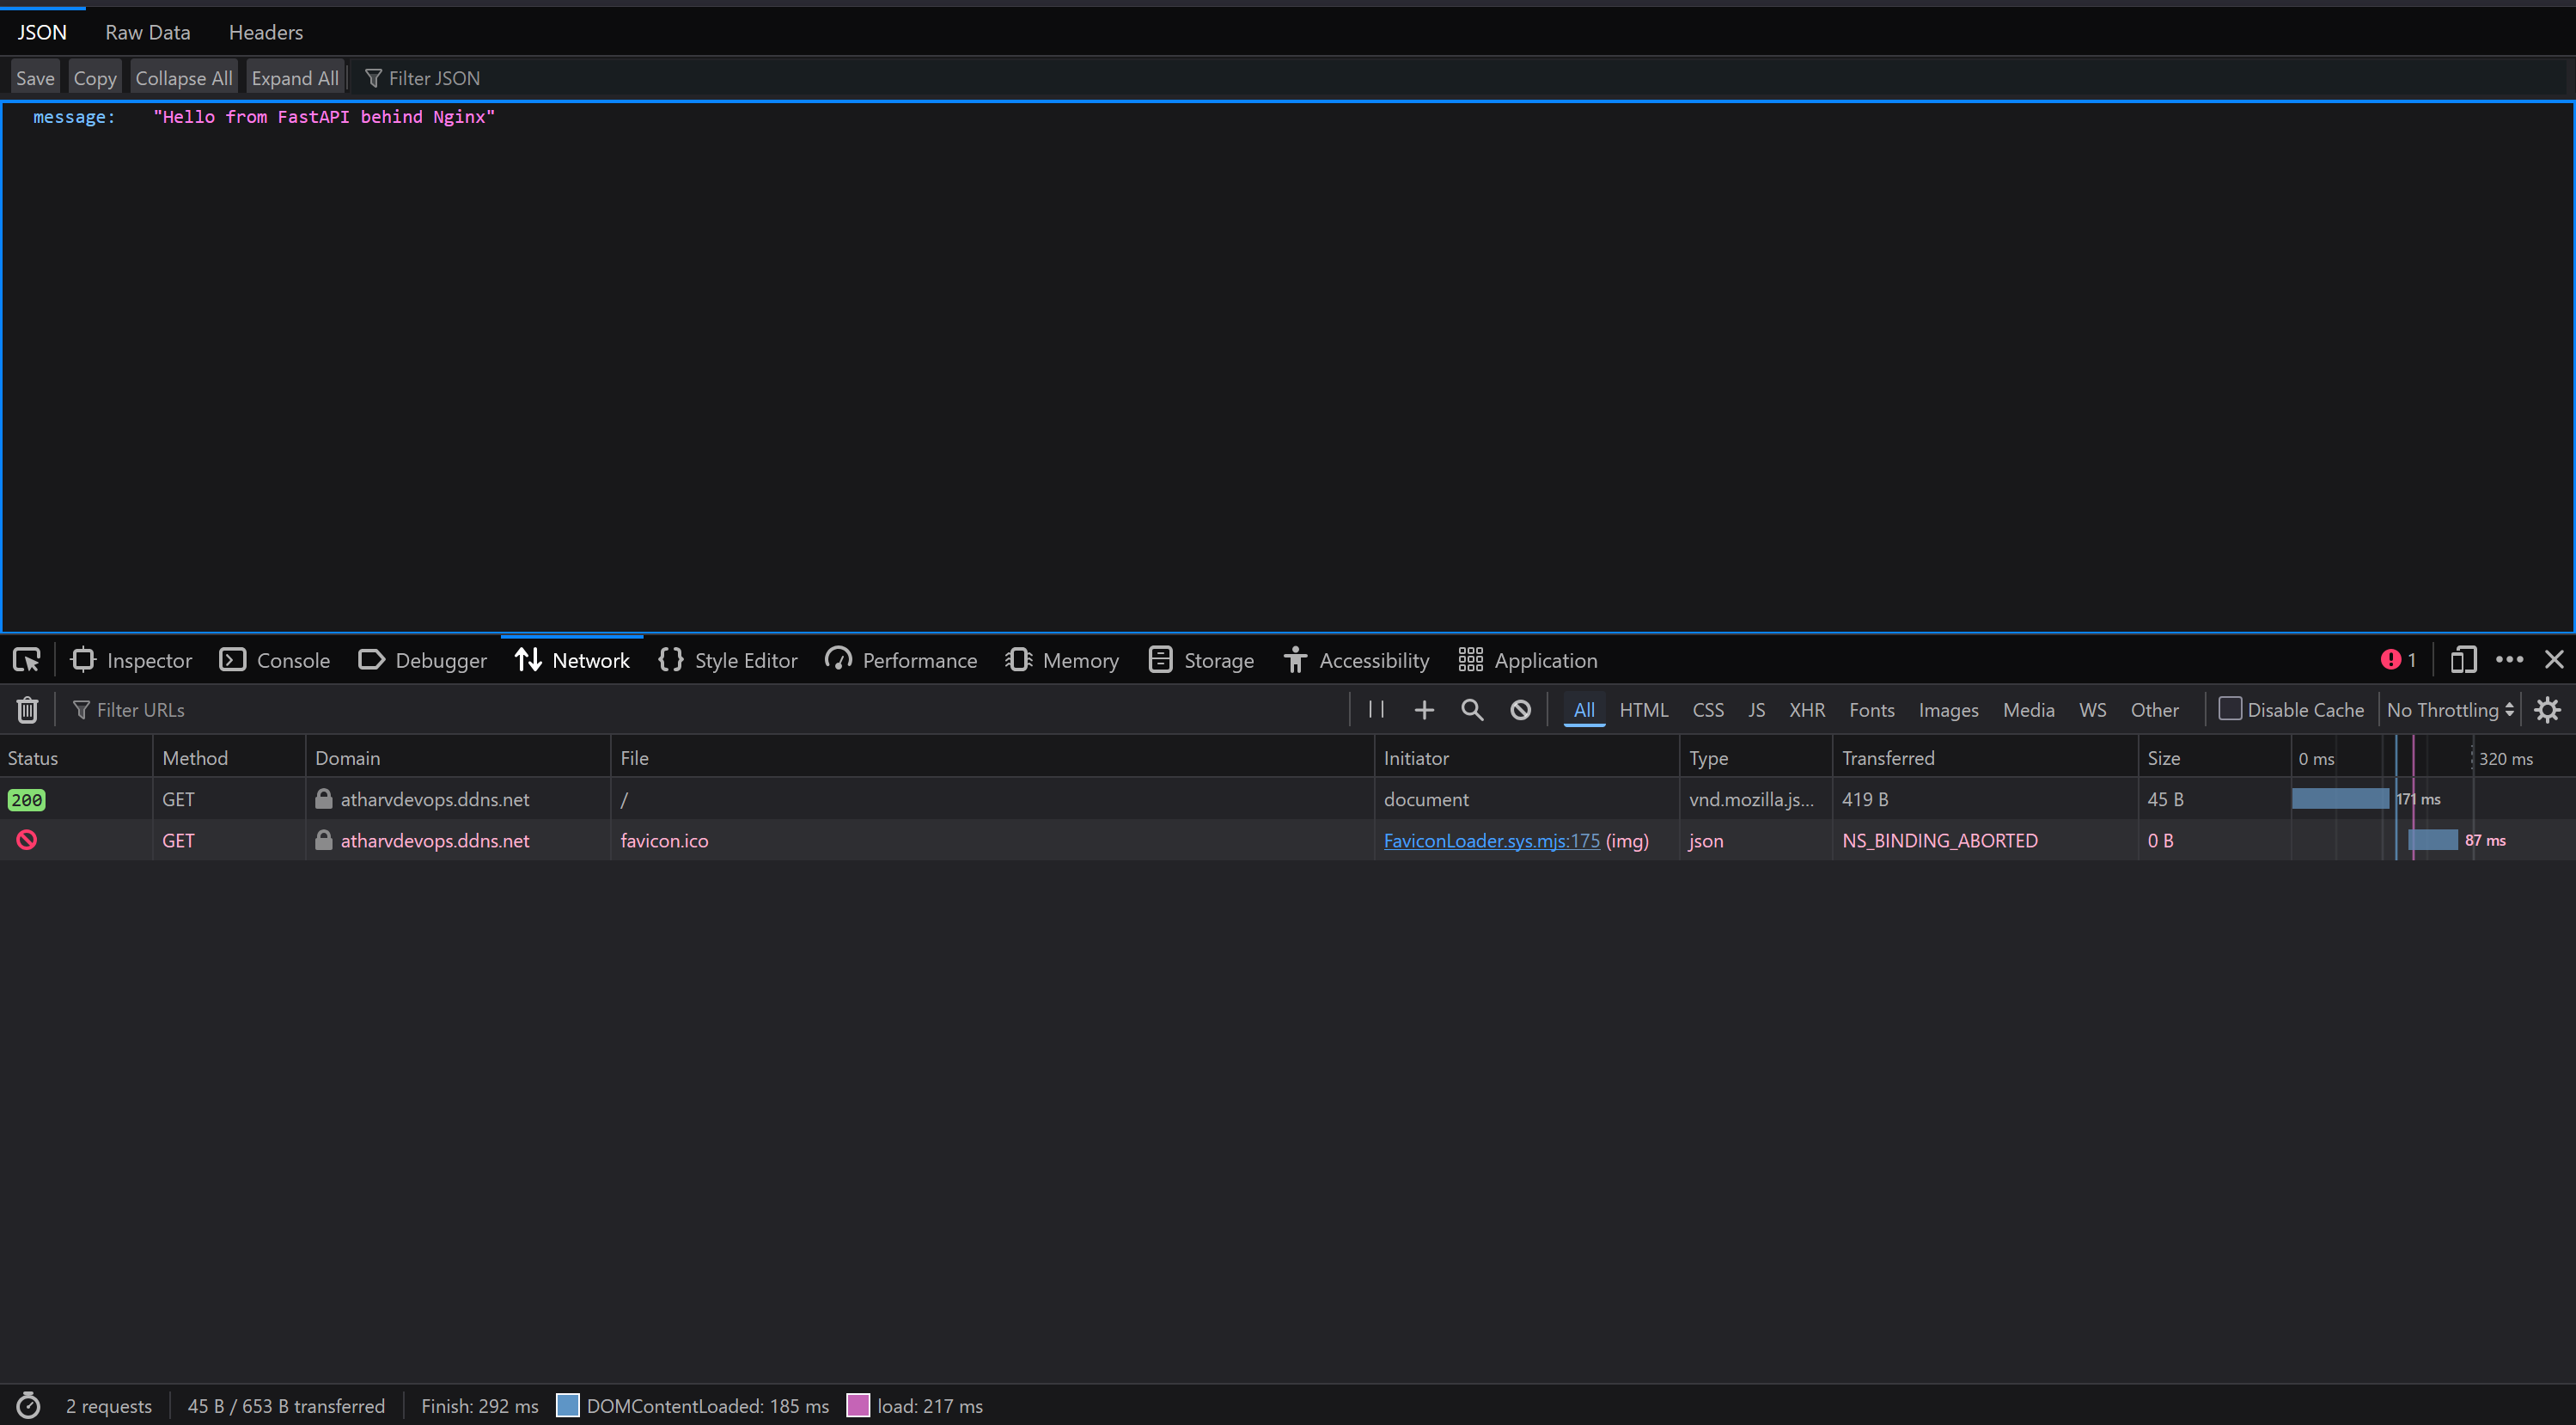 JSON Raw Data Headers
Save Copy Collapse All Expand All Filter JSON
message: "Hello from FastAPI behind Nginx"
Inspector Console Debugger Network Style Editor Performance Memory Storage Accessibility Application 1
Filter URLs All HTML CSS JS XHR Fonts Images Media WS Other Disable Cache No Throttling
Status Method Domain File Initiator Type Transferred Size 0 ms 320 ms
200 GET atharvdevops.ddns.net / document vnd.mozilla.js... 419 B 45 B 171 ms
GET atharvdevops.ddns.net favicon.ico FaviconLoader.sys.mjs:175 (img) json NS_BINDING_ABORTED 0 B 87 ms
2 requests 45 B / 653 B transferred Finish: 292 ms DOMContentLoaded: 185 ms load: 217 ms